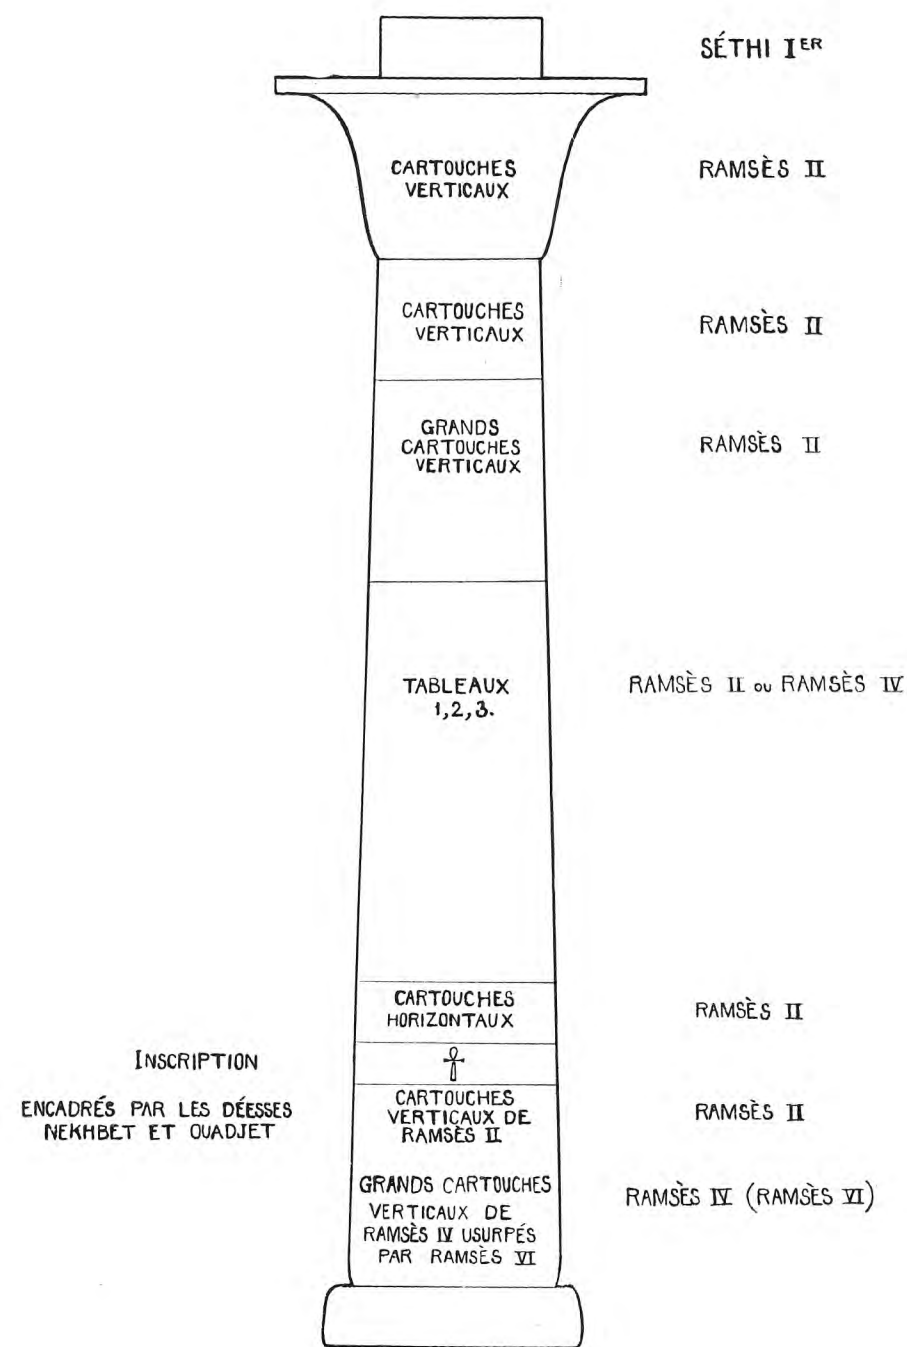 SÉTHI IER
CARTOUCHES
VERTICAUX
RAMSÈS II
CARTOUCHES
VERTICAUX
RAMSÈS II
GRANDS
CARTOUCHES
VERTICAUX
RAMSÈS II
TABLEAUX
1,2,3.
RAMSÈS II ou RAMSÈS IV
CARTOUCHES
HORIZONTAUX
RAMSÈS II
INSCRIPTION
☥
ENCADRÉS PAR LES DÉESSES
NEKHBET ET OUADJET
CARTOUCHES
VERTICAUX DE
RAMSÈS II
RAMSÈS II
GRANDS CARTOUCHES
VERTICAUX DE
RAMSÈS IV USURPÉS
PAR RAMSÈS VI
RAMSÈS IV (RAMSÈS VI)